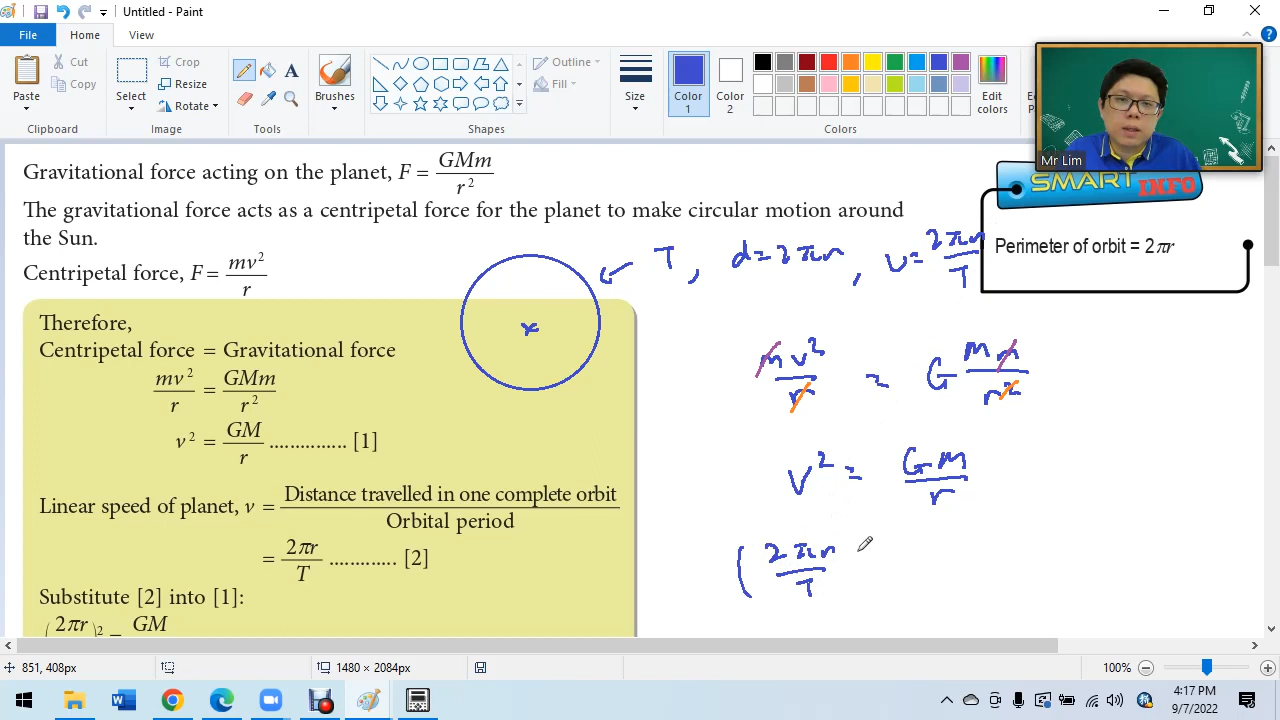 Untitled - Paint
File Home View
Paste Cut Copy Clipboard
Select Crop Resize Rotate Image
Tools
Brushes
Outline Fill Shapes
Size
Color 1 Color 2 Edit colors Colors
Mr Lim
Gravitational force acting on the planet, F = GMm / r²
The gravitational force acts as a centripetal force for the planet to make circular motion around
the Sun.
Centripetal force, F = mv² / r
T, d = 2πr, v = 2πr / T
SMART INFO
Perimeter of orbit = 2πr
Therefore,
Centripetal force = Gravitational force
mv² / r = GMm / r²
v² = GM / r ............... [1]
Linear speed of planet, v = Distance travelled in one complete orbit / Orbital period
= 2πr / T ............. [2]
Substitute [2] into [1]:
(2πr )² = GM
x
mv² / r = G Mm / r²
v² = GM / r
( 2πr / T
851, 408px
1480 × 2084px
100%
4:17 PM
9/7/2022